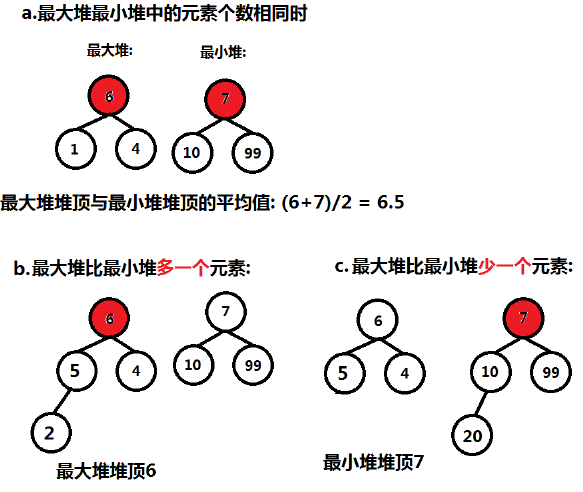 a.最大堆最小堆中的元素个数相同时
最大堆: 最小堆:
6 7
1 4 10 99
最大堆堆顶与最小堆堆顶的平均值: (6+7)/2 = 6.5
b.最大堆比最小堆多一个元素: c.最大堆比最小堆少一个元素:
6 7 6 7
5 4 10 99 5 4 10 99
2 20
最大堆堆顶6 最小堆堆顶7